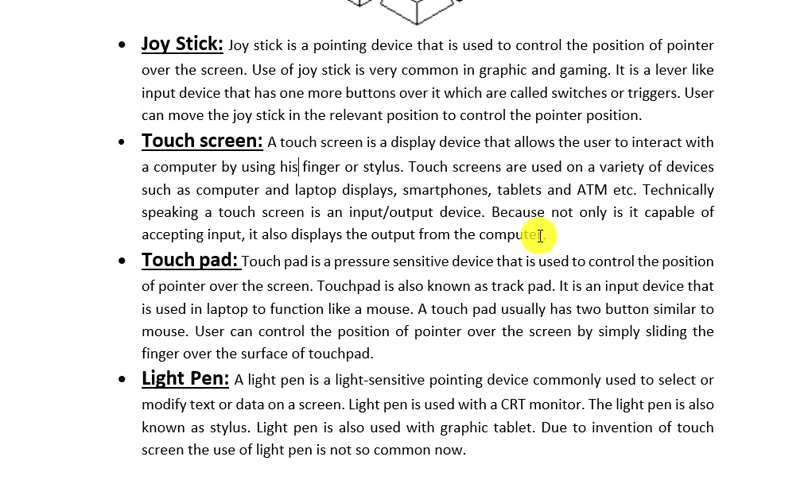 Joy Stick: Joy stick is a pointing device that is used to control the position of pointer
over the screen. Use of joy stick is very common in graphic and gaming. It is a lever like
input device that has one more buttons over it which are called switches or triggers. User
can move the joy stick in the relevant position to control the pointer position.
Touch screen: A touch screen is a display device that allows the user to interact with
a computer by using his finger or stylus. Touch screens are used on a variety of devices
such as computer and laptop displays, smartphones, tablets and ATM etc. Technically
speaking a touch screen is an input/output device. Because not only is it capable of
accepting input, it also displays the output from the computer.
Touch pad: Touch pad is a pressure sensitive device that is used to control the position
of pointer over the screen. Touchpad is also known as track pad. It is an input device that
is used in laptop to function like a mouse. A touch pad usually has two button similar to
mouse. User can control the position of pointer over the screen by simply sliding the
finger over the surface of touchpad.
Light Pen: A light pen is a light-sensitive pointing device commonly used to select or
modify text or data on a screen. Light pen is used with a CRT monitor. The light pen is also
known as stylus. Light pen is also used with graphic tablet. Due to invention of touch
screen the use of light pen is not so common now.